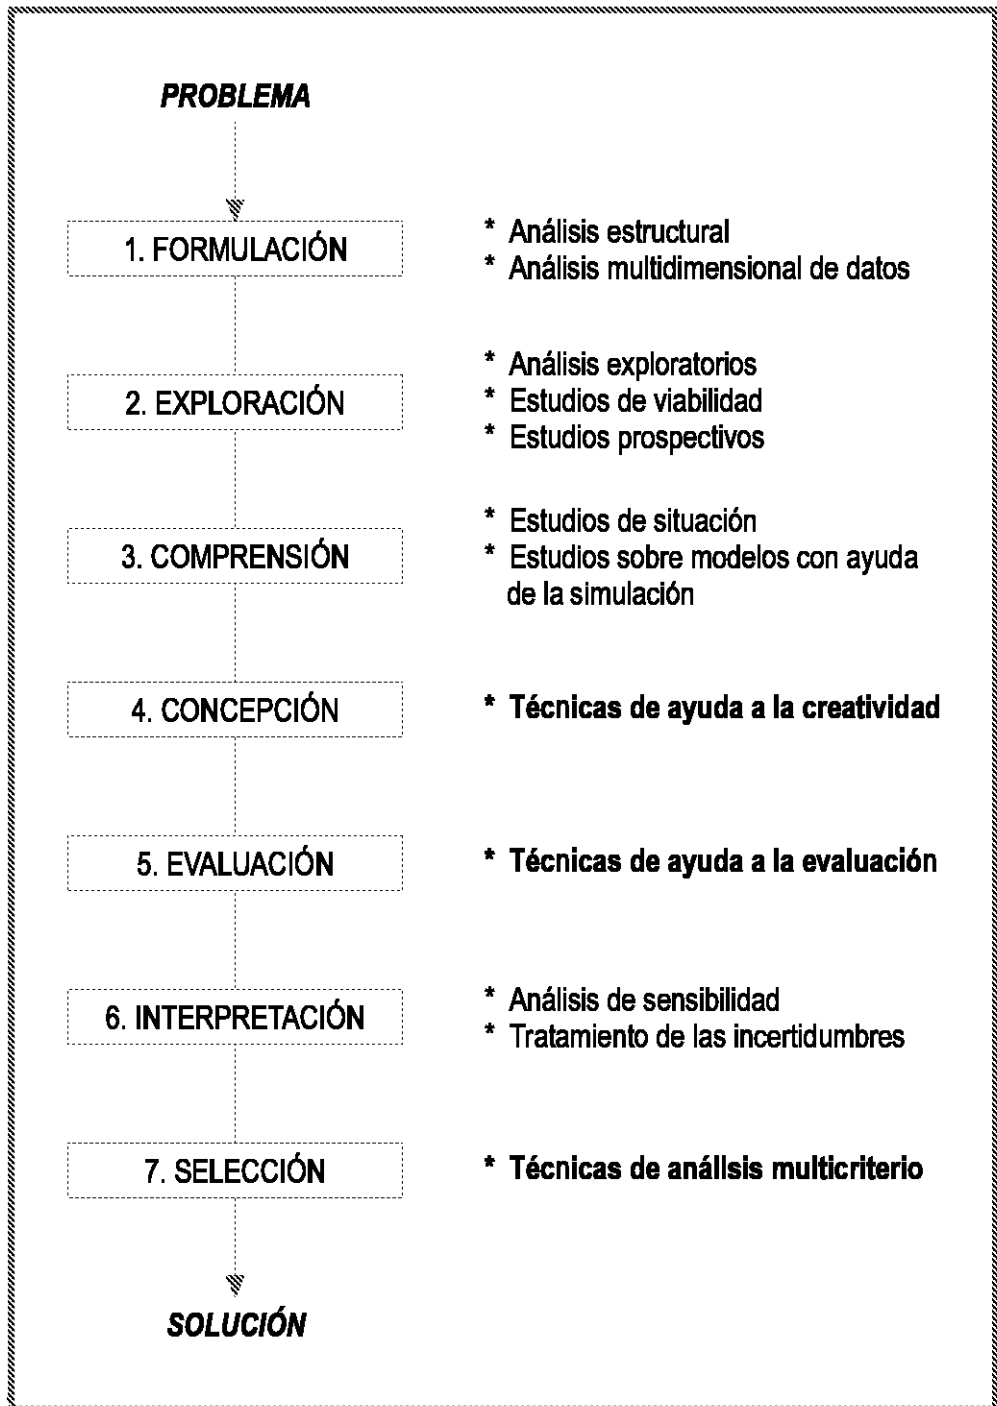 PROBLEMA
1. FORMULACIÓN
* Análisis estructural
* Análisis multidimensional de datos
2. EXPLORACIÓN
* Análisis exploratorios
* Estudios de viabilidad
* Estudios prospectivos
3. COMPRENSIÓN
* Estudios de situación
* Estudios sobre modelos con ayuda
de la simulación
4. CONCEPCIÓN
* Técnicas de ayuda a la creatividad
5. EVALUACIÓN
* Técnicas de ayuda a la evaluación
6. INTERPRETACIÓN
* Análisis de sensibilidad
* Tratamiento de las incertidumbres
7. SELECCIÓN
* Técnicas de análisis multicriterio
SOLUCIÓN